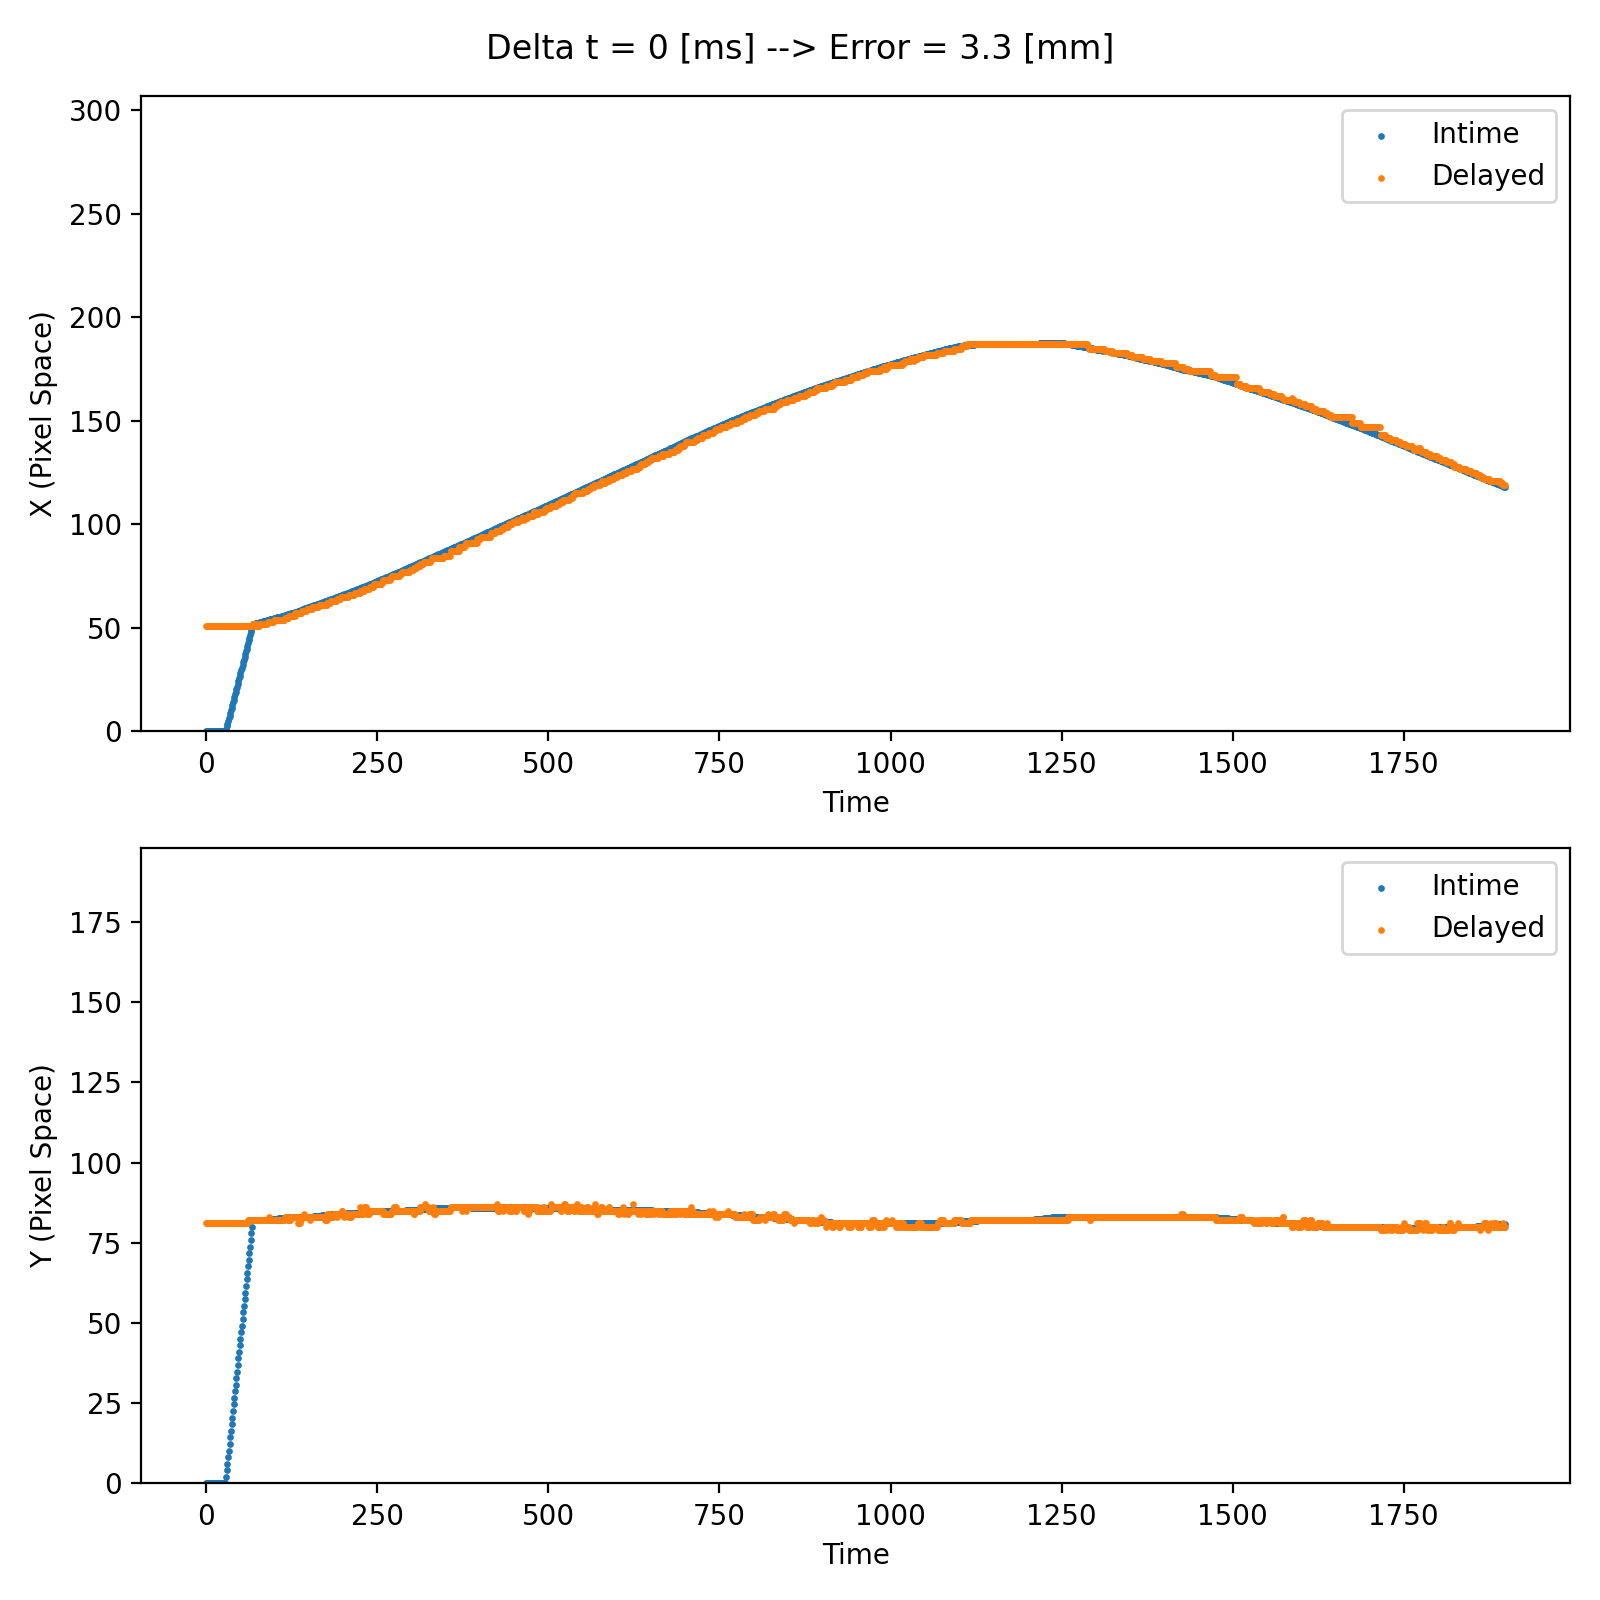 Delta t = 0 [ms] --> Error = 3.3 [mm]
300
250
200
150
100
50
0
X (Pixel Space)
Intime
Delayed
0 250 500 750 1000 1250 1500 1750
Time
175
150
125
100
75
50
25
0
Y (Pixel Space)
Intime
Delayed
0 250 500 750 1000 1250 1500 1750
Time